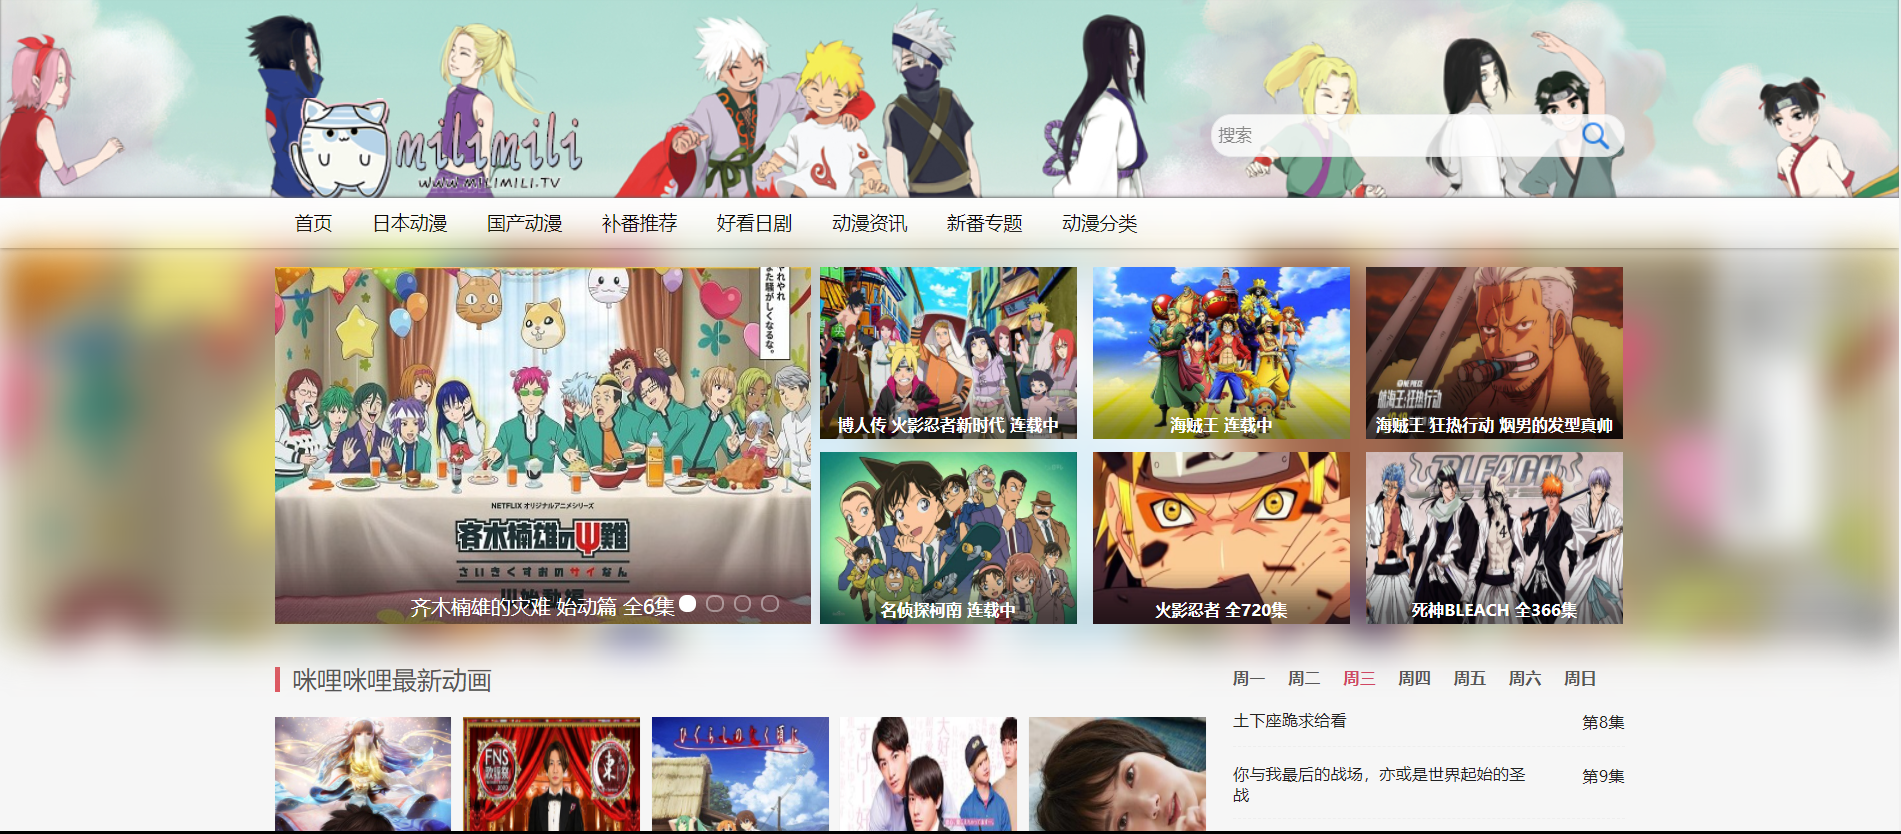 milimili
WWW.MILIMILI.TV
搜索
首页 日本动漫 国产动漫 补番推荐 好看日剧 动漫资讯 新番专题 动漫分类
やれやれ
また騒がしくなるな。
NETFLIX オリジナルアニメシリーズ
斉木楠雄のΨ難
さいきくすおのサイなん
Ψ始動編
齐木楠雄的灾难 始动篇 全6集
博人传 火影忍者新时代 连载中
海贼王 连载中
ONE PIECE
航海王:狂热行动
海贼王 狂热行动 烟男的发型真帅
名侦探柯南 连载中
火影忍者 全720集
BLEACH
死神BLEACH 全366集
咪哩咪哩最新动画
周一 周二 周三 周四 周五 周六 周日
土下座跪求给看 第8集
你与我最后的战场，亦或是世界起始的圣 第9集
战
FNS
歌謡祭
東
ひぐらしのなく頃に